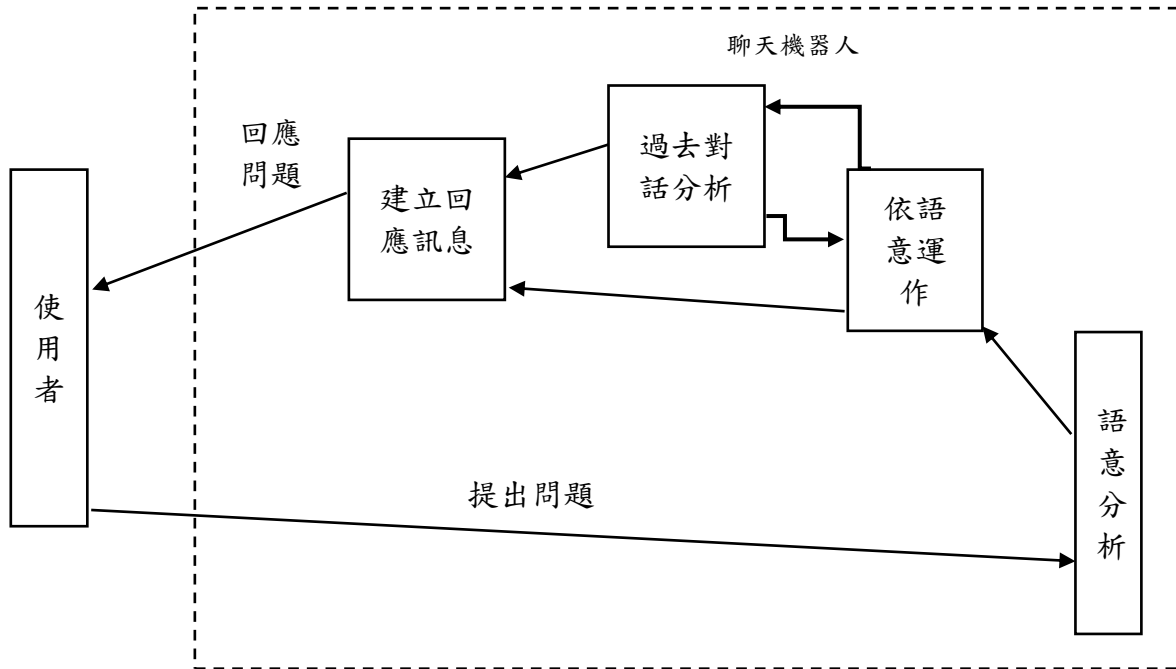 聊天機器人
回應
問題
過去對
話分析
建立回
應訊息
依語
意運
作
使
用
者
提出問題
語
意
分
析